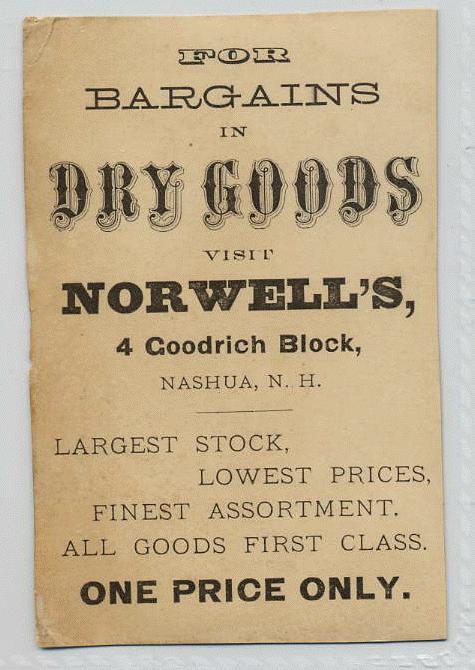 FOR
BARGAINS
IN
DRY GOODS
VISIT
NORWELL'S,
4 Goodrich Block,
NASHUA, N. H.
LARGEST STOCK,
LOWEST PRICES,
FINEST ASSORTMENT.
ALL GOODS FIRST CLASS.
ONE PRICE ONLY.